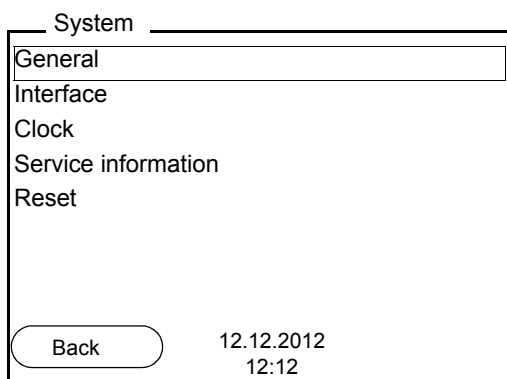 System
General
Interface
Clock
Service information
Reset
Back
12.12.2012
12:12